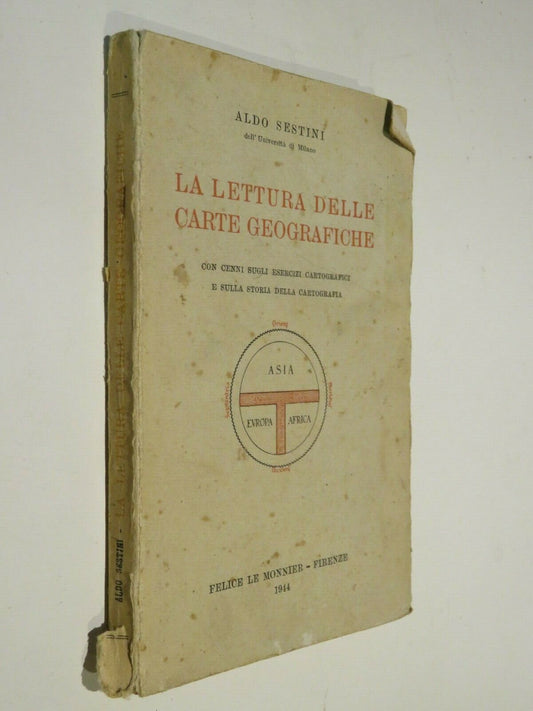 ALDO SESTINI
dell' Università di Milano
LA LETTURA DELLE
CARTE GEOGRAFICHE
CON CENNI SUGLI ESERCIZI CARTOGRAFICI
E SULLA STORIA DELLA CARTOGRAFIA
ASIA
EVROPA AFRICA
FELICE LE MONNIER - FIRENZE
1944
ALDO SESTINI - LA LETTURA DELLE CARTE GEOGRAFICHE